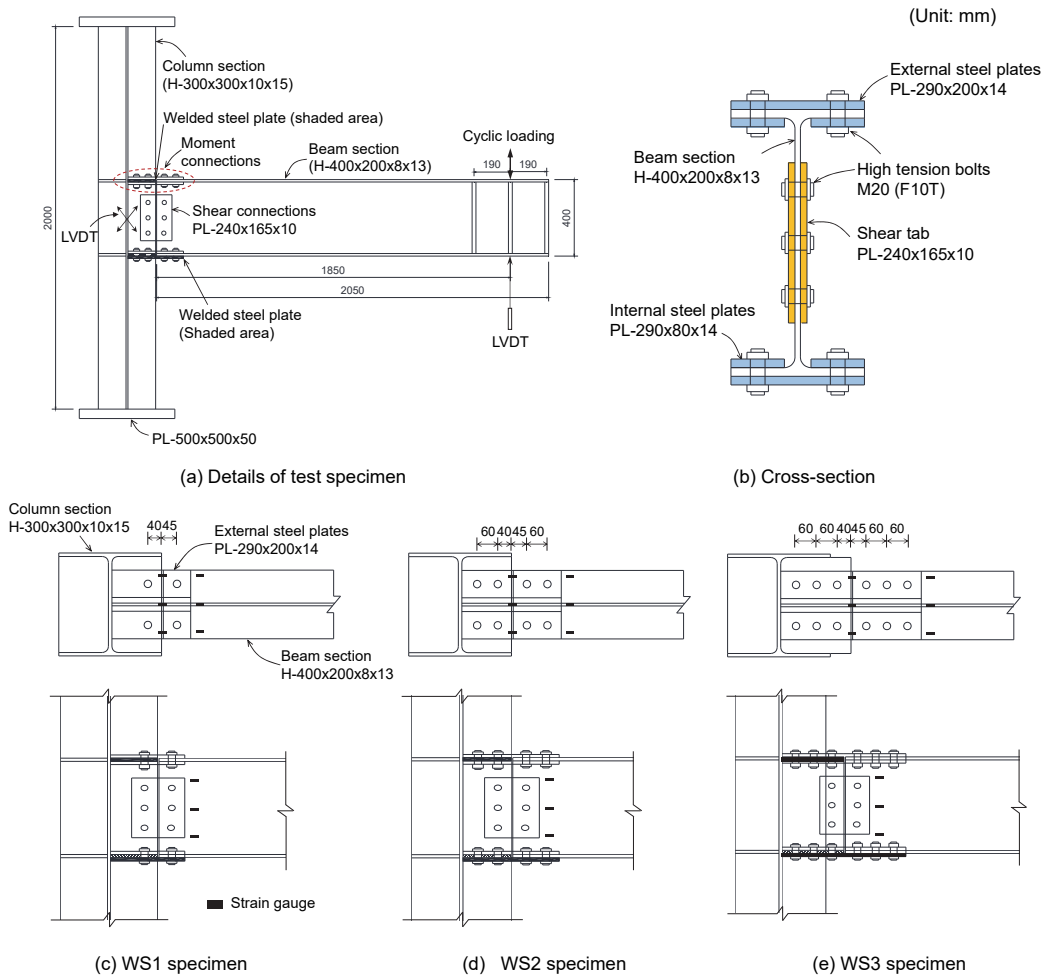 (Unit: mm)
Column section
(H-300x300x10x15)
Welded steel plate (shaded area)
Moment
connections
Beam section
(H-400x200x8x13)
Cyclic loading
190
190
2000
LVDT
Shear connections
PL-240x165x10
400
1850
2050
Welded steel plate
(Shaded area)
LVDT
PL-500x500x50
(a) Details of test specimen
External steel plates
PL-290x200x14
Beam section
H-400x200x8x13
High tension bolts
M20 (F10T)
Shear tab
PL-240x165x10
Internal steel plates
PL-290x80x14
(b) Cross-section
Column section
H-300x300x10x15
4045
External steel plates
PL-290x200x14
Beam section
H-400x200x8x13
60 4045 60
60 60 4045 60 60
Strain gauge
(c) WS1 specimen
(d) WS2 specimen
(e) WS3 specimen